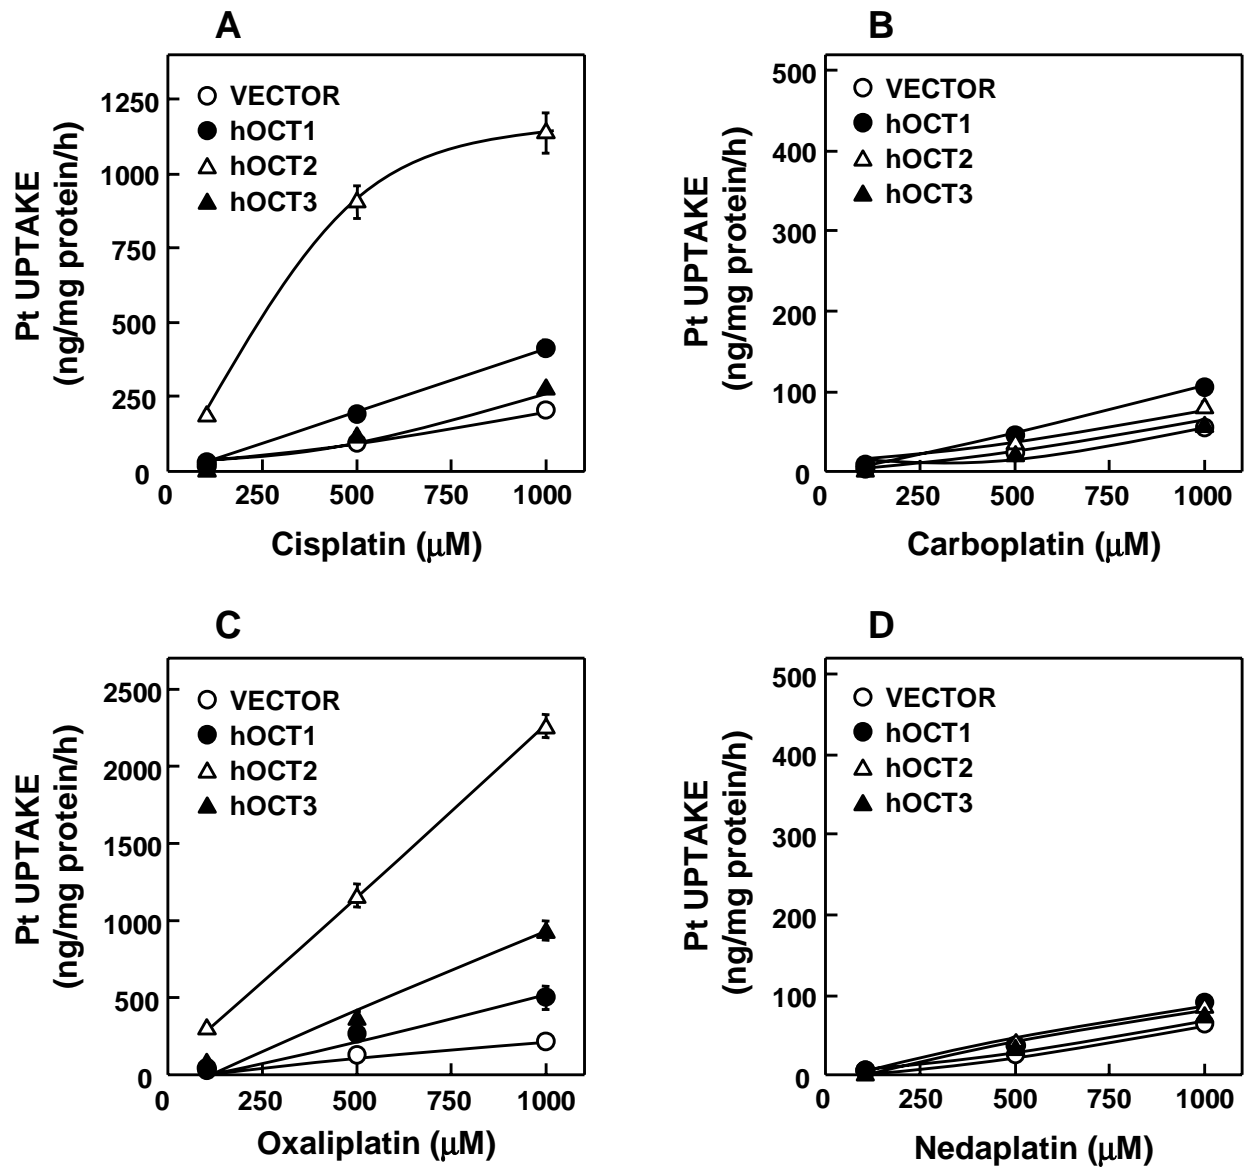 A
Pt UPTAKE
(ng/mg protein/h)
1250
1000
750
500
250
0
VECTOR
hOCT1
hOCT2
hOCT3
0 250 500 750 1000
Cisplatin (μM)
B
Pt UPTAKE
(ng/mg protein/h)
500
400
300
200
100
0
VECTOR
hOCT1
hOCT2
hOCT3
0 250 500 750 1000
Carboplatin (μM)
C
Pt UPTAKE
(ng/mg protein/h)
2500
2000
1500
1000
500
0
VECTOR
hOCT1
hOCT2
hOCT3
0 250 500 750 1000
Oxaliplatin (μM)
D
Pt UPTAKE
(ng/mg protein/h)
500
400
300
200
100
0
VECTOR
hOCT1
hOCT2
hOCT3
0 250 500 750 1000
Nedaplatin (μM)